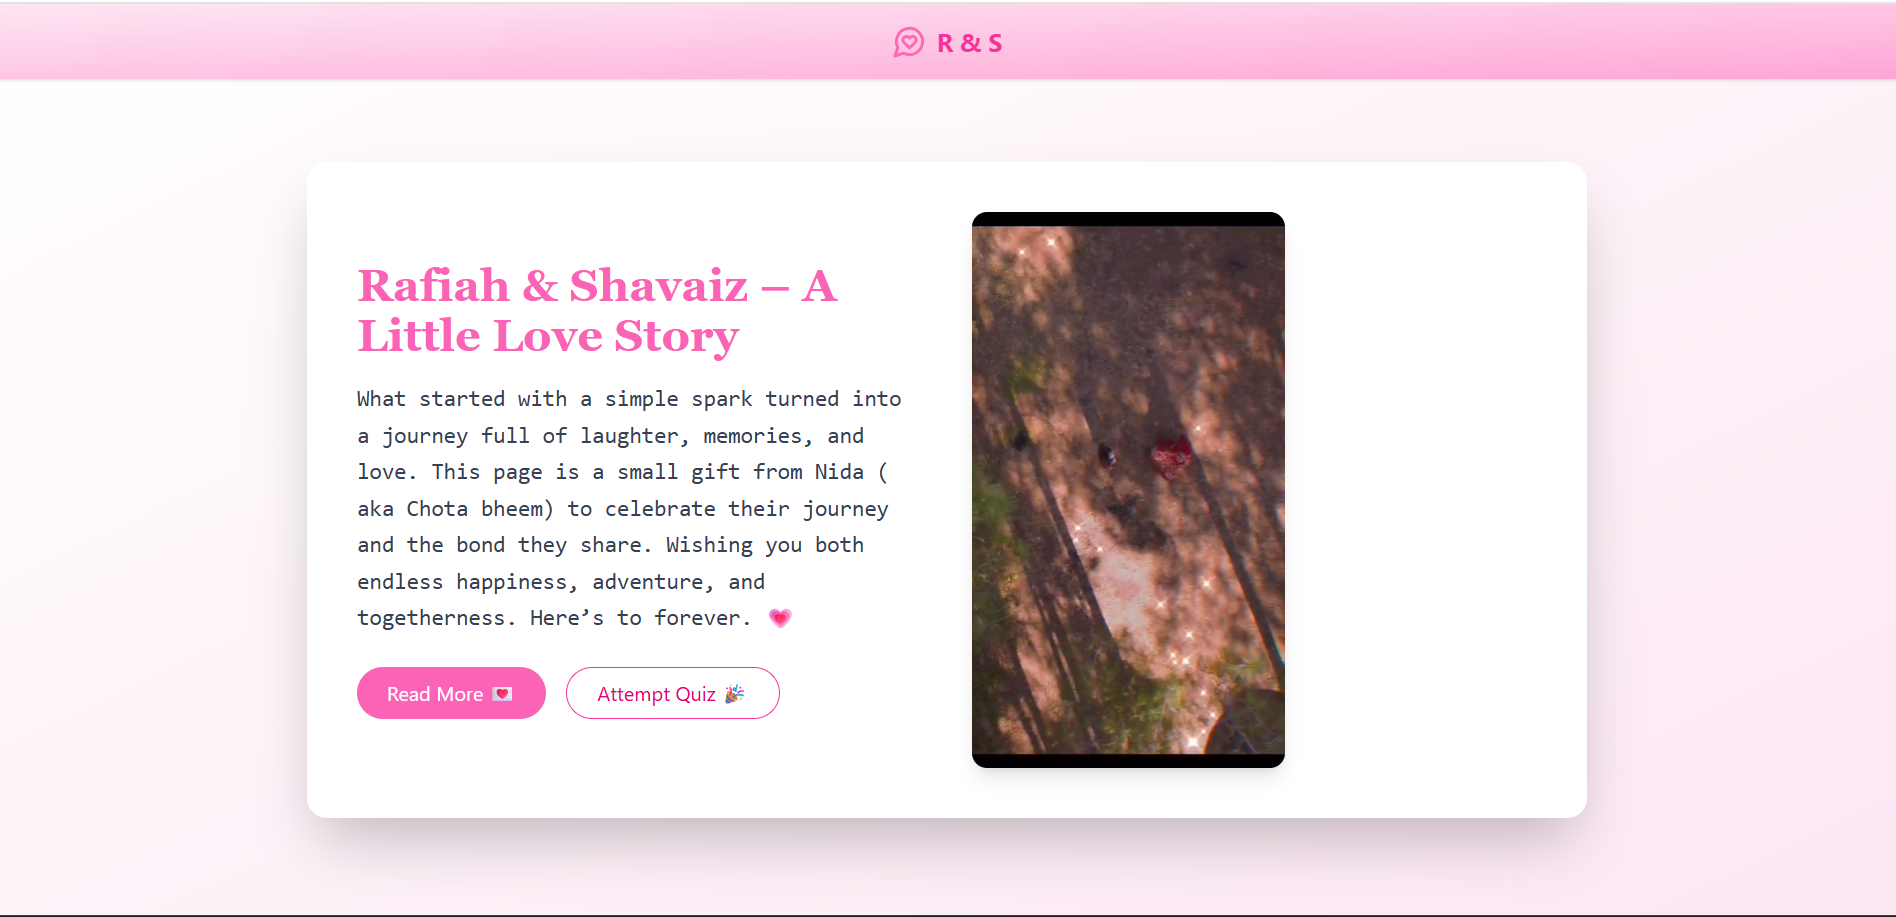 R & S
Rafiah & Shavaiz – A
Little Love Story
What started with a simple spark turned into
a journey full of laughter, memories, and
love. This page is a small gift from Nida (
aka Chota bheem) to celebrate their journey
and the bond they share. Wishing you both
endless happiness, adventure, and
togetherness. Here’s to forever. 💗
Read More 💌
Attempt Quiz 🎉